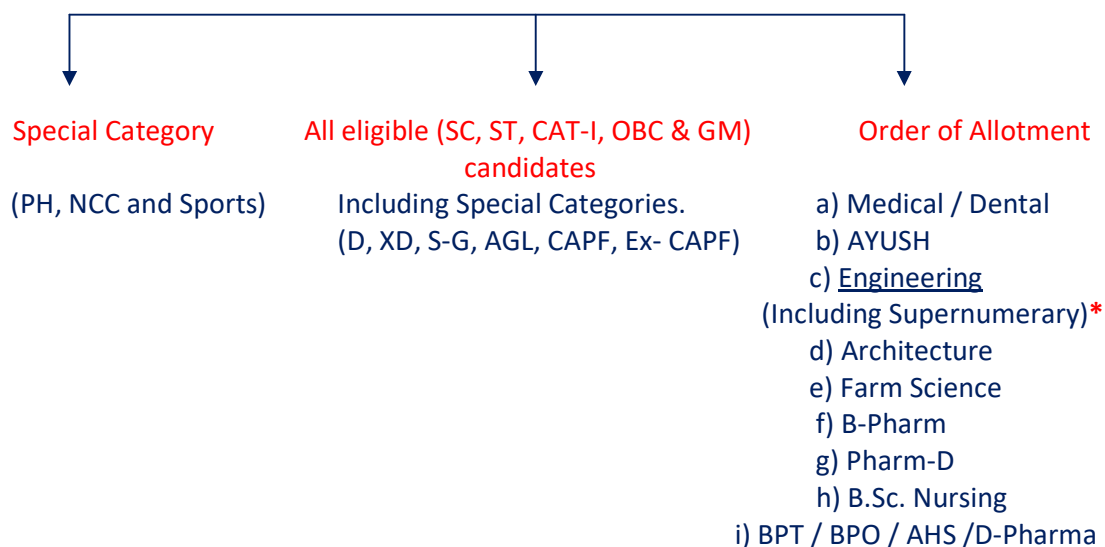 Special Category
(PH, NCC and Sports)
All eligible (SC, ST, CAT-I, OBC & GM)
candidates
Including Special Categories.
(D, XD, S-G, AGL, CAPF, Ex- CAPF)
Order of Allotment
a) Medical / Dental
b) AYUSH
c) Engineering
(Including Supernumerary)*
d) Architecture
e) Farm Science
f) B-Pharm
g) Pharm-D
h) B.Sc. Nursing
i) BPT / BPO / AHS /D-Pharma